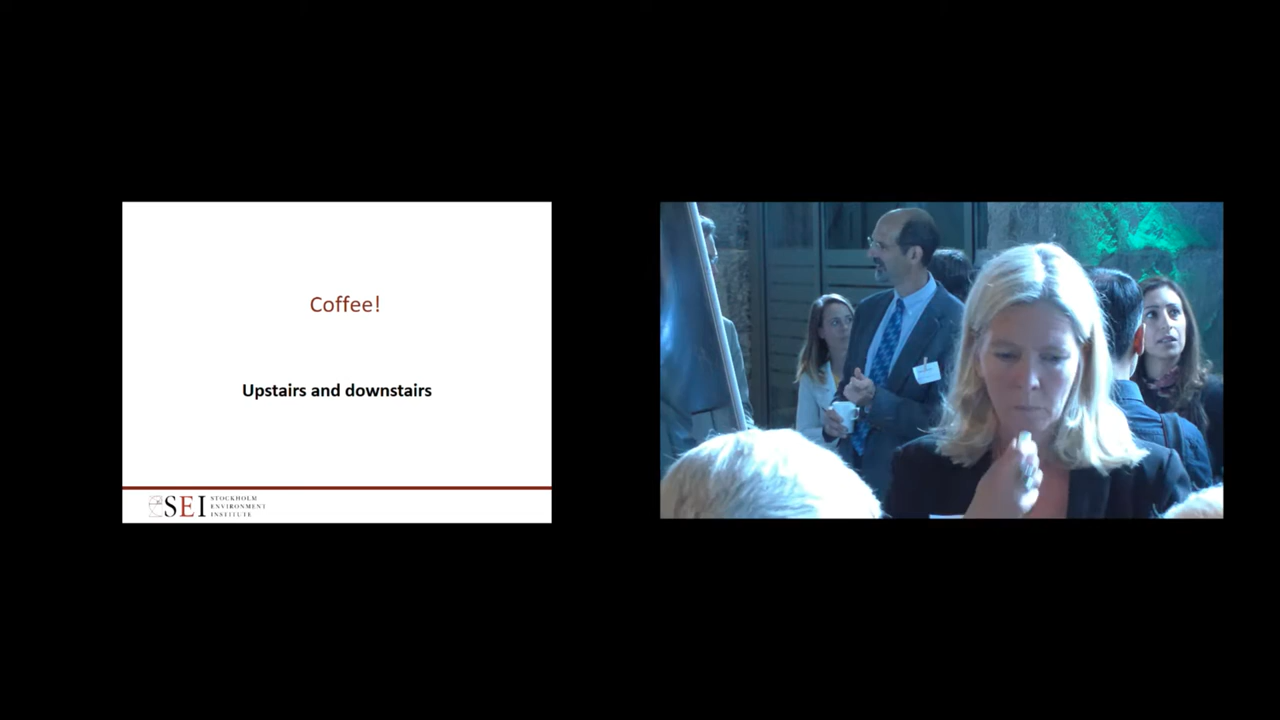 Coffee!
Upstairs and downstairs
SEI
STOCKHOLM
ENVIRONMENT
INSTITUTE